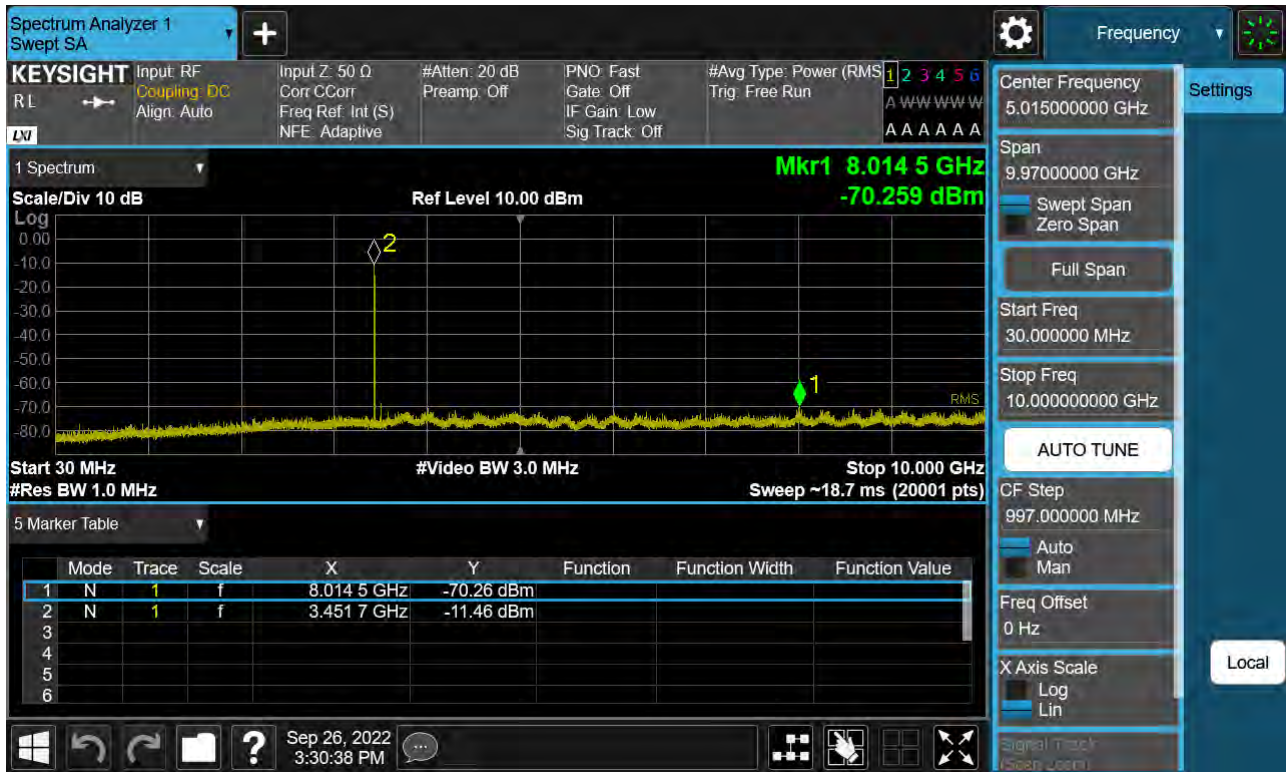 Spectrum Analyzer 1
Swept SA
+
Frequency
KEYSIGHT
RL
LXI
Input: RF
Coupling: DC
Align: Auto
Input Z: 50 Ω
Corr CCorr
Freq Ref: Int (S)
NFE: Adaptive
#Atten: 20 dB
Preamp: Off
PNO: Fast
Gate: Off
IF Gain: Low
Sig Track: Off
#Avg Type: Power (RMS
Trig: Free Run
1 2 3 4 5 6
A W W W W W
A A A A A A
1 Spectrum
Scale/Div 10 dB
Ref Level 10.00 dBm
Mkr1 8.014 5 GHz
-70.259 dBm
Log
0.00
-10.0
-20.0
-30.0
-40.0
-50.0
-60.0
-70.0
-80.0
2
1
RMS
Start 30 MHz
#Res BW 1.0 MHz
#Video BW 3.0 MHz
Stop 10.000 GHz
Sweep ~18.7 ms (20001 pts)
5 Marker Table
Mode Trace Scale X Y Function Function Width Function Value
1 N 1 f 8.014 5 GHz -70.26 dBm
2 N 1 f 3.451 7 GHz -11.46 dBm
3
4
5
6
Sep 26, 2022
3:30:38 PM
?
Center Frequency
5.015000000 GHz
Settings
Span
9.97000000 GHz
Swept Span
Zero Span
Full Span
Start Freq
30.000000 MHz
Stop Freq
10.000000000 GHz
AUTO TUNE
CF Step
997.000000 MHz
Auto
Man
Freq Offset
0 Hz
X Axis Scale
Log
Lin
Local
Signal Track
(Span Zoom)